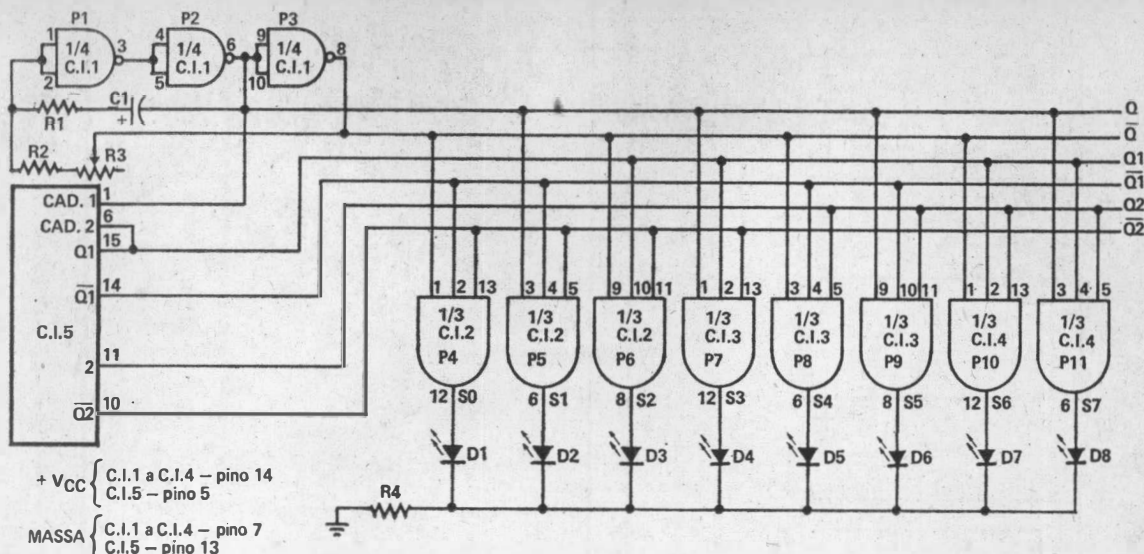 P1 P2 P3
1 2 1/4 C.I.1 3
4 5 1/4 C.I.1 6
9 10 1/4 C.I.1 8
R1 C1 +
R2 R3
CAD. 1 1
CAD. 2 6
Q1 15
Q1 14
C.I.5
2 11
Q2 10
Q
Q
Q1
Q1
Q2
Q2
1 2 13 3 4 5 9 10 11 1 2 13 3 4 5 9 10 11 1 2 13 3 4 5
1/3 1/3 1/3 1/3 1/3 1/3 1/3 1/3
C.I.2 C.I.2 C.I.2 C.I.3 C.I.3 C.I.3 C.I.4 C.I.4
P4 P5 P6 P7 P8 P9 P10 P11
12 S0 6 S1 8 S2 12 S3 6 S4 8 S5 12 S6 6 S7
D1 D2 D3 D4 D5 D6 D7 D8
R4
+ VCC { C.I.1 a C.I.4 – pino 14
C.I.5 – pino 5
MASSA { C.I.1 a C.I.4 – pino 7
C.I.5 – pino 13